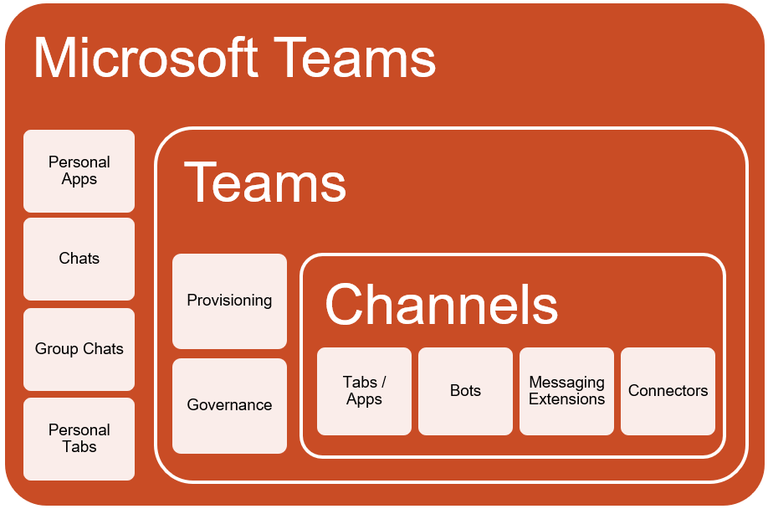 Microsoft Teams
Personal
Apps
Chats
Group Chats
Personal
Tabs
Teams
Provisioning
Governance
Channels
Tabs /
Apps
Bots
Messaging
Extensions
Connectors